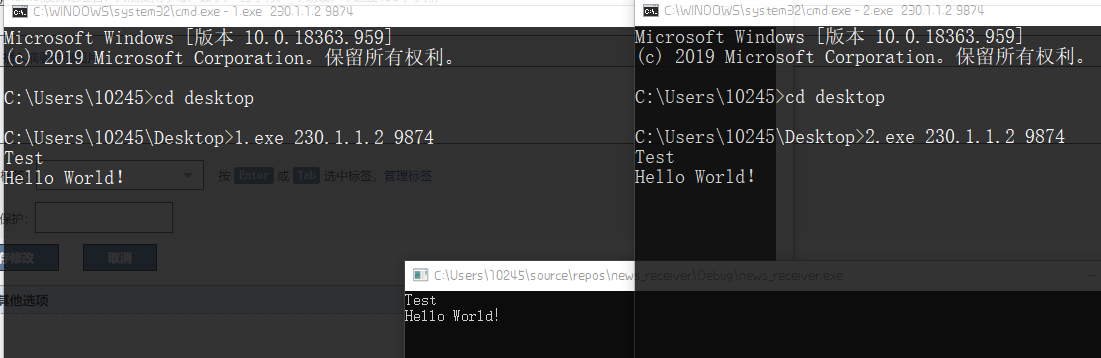 C:\WINDOWS\system32\cmd.exe - 1.exe 230.1.1.2 9874
Microsoft Windows [版本 10.0.18363.959]
(c) 2019 Microsoft Corporation。保留所有权利。
C:\Users\10245>cd desktop
C:\Users\10245\Desktop>1.exe 230.1.1.2 9874
Test
Hello World!
按 Enter 或 Tab 选中标签，管理标签
保护:
修改
取消
其他选项
C:\WINDOWS\system32\cmd.exe - 2.exe 230.1.1.2 9874
Microsoft Windows [版本 10.0.18363.959]
(c) 2019 Microsoft Corporation。保留所有权利。
C:\Users\10245>cd desktop
C:\Users\10245\Desktop>2.exe 230.1.1.2 9874
Test
Hello World!
C:\Users\10245\source\repos\news_receiver\Debug\news_receiver.exe
Test
Hello World!